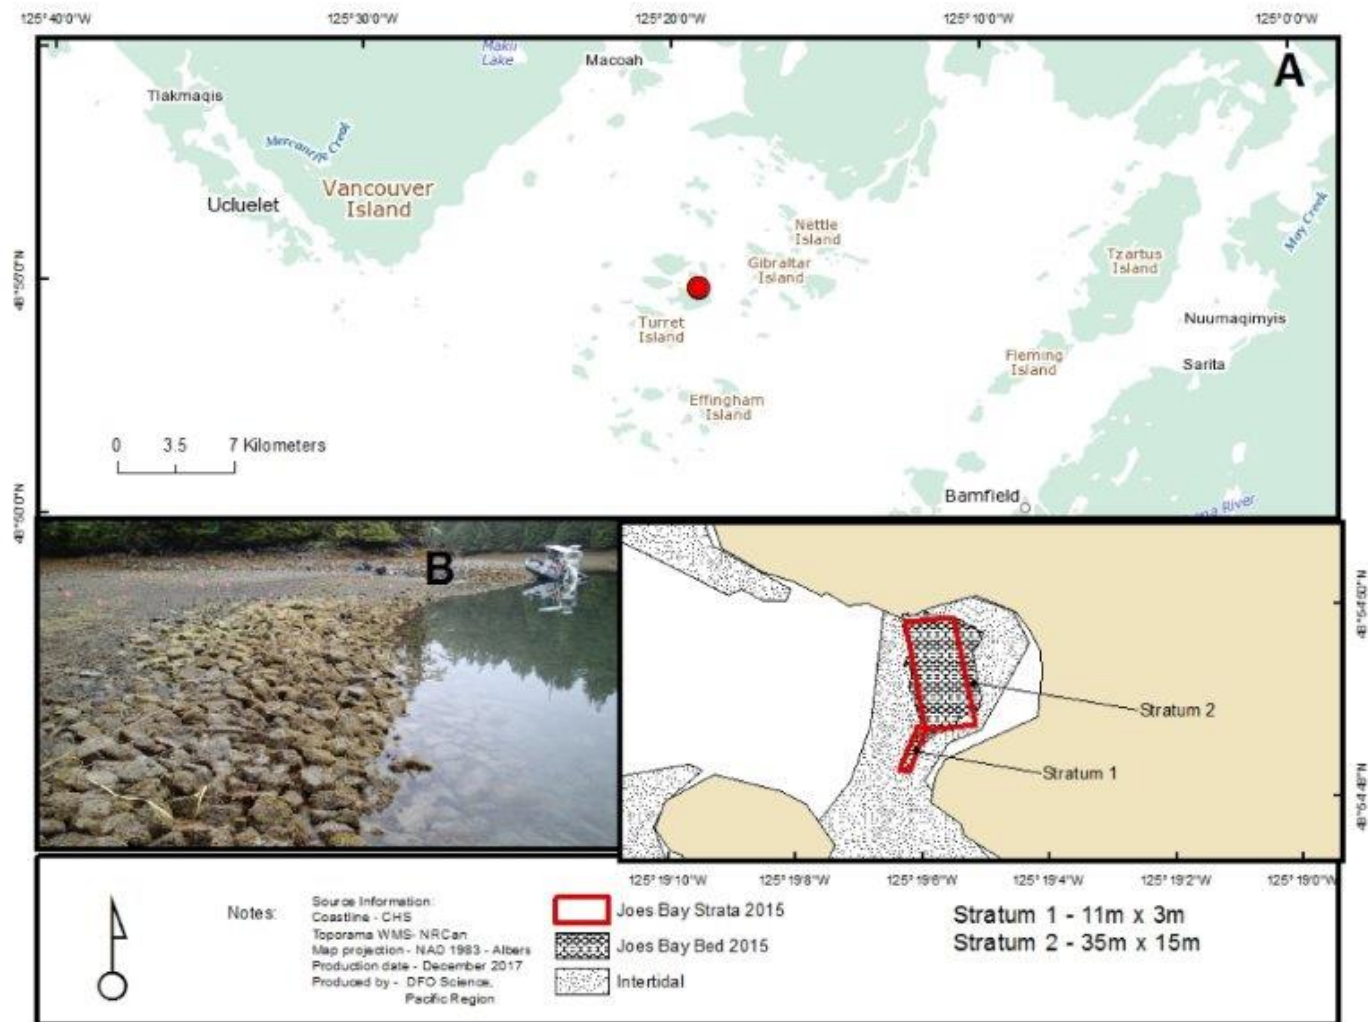 125°40'0"W 125°30'0"W 125°20'0"W 125°10'0"W 125°0'0"W
A
Makii
Lake
Macoah
Tlakmaqis
Vancouver
Island
Ucluelet
Nettle
Island
Gibraltar
Island
Tzartus
Island
May Creek
Turret
Island
Nuumaqimyis
Fleming
Island
Sarita
Effingham
Island
0 3.5 7 Kilometers
Bamfield
River
48°55'0"N
48°50'0"N
B
Stratum 2
Stratum 1
48°54'50"N
48°54'48"N
125°19'10"W 125°19'8"W 125°19'6"W 125°19'4"W 125°19'2"W 125°19'0"W
Notes:
Source Information:
Coastline - CHS
Toporama WMS- NRCan
Map projection - NAD 1983 - Albers
Production date - December 2017
Produced by - DFO Science,
Pacific Region
Joes Bay Strata 2015
Joes Bay Bed 2015
Intertidal
Stratum 1 - 11m x 3m
Stratum 2 - 35m x 15m